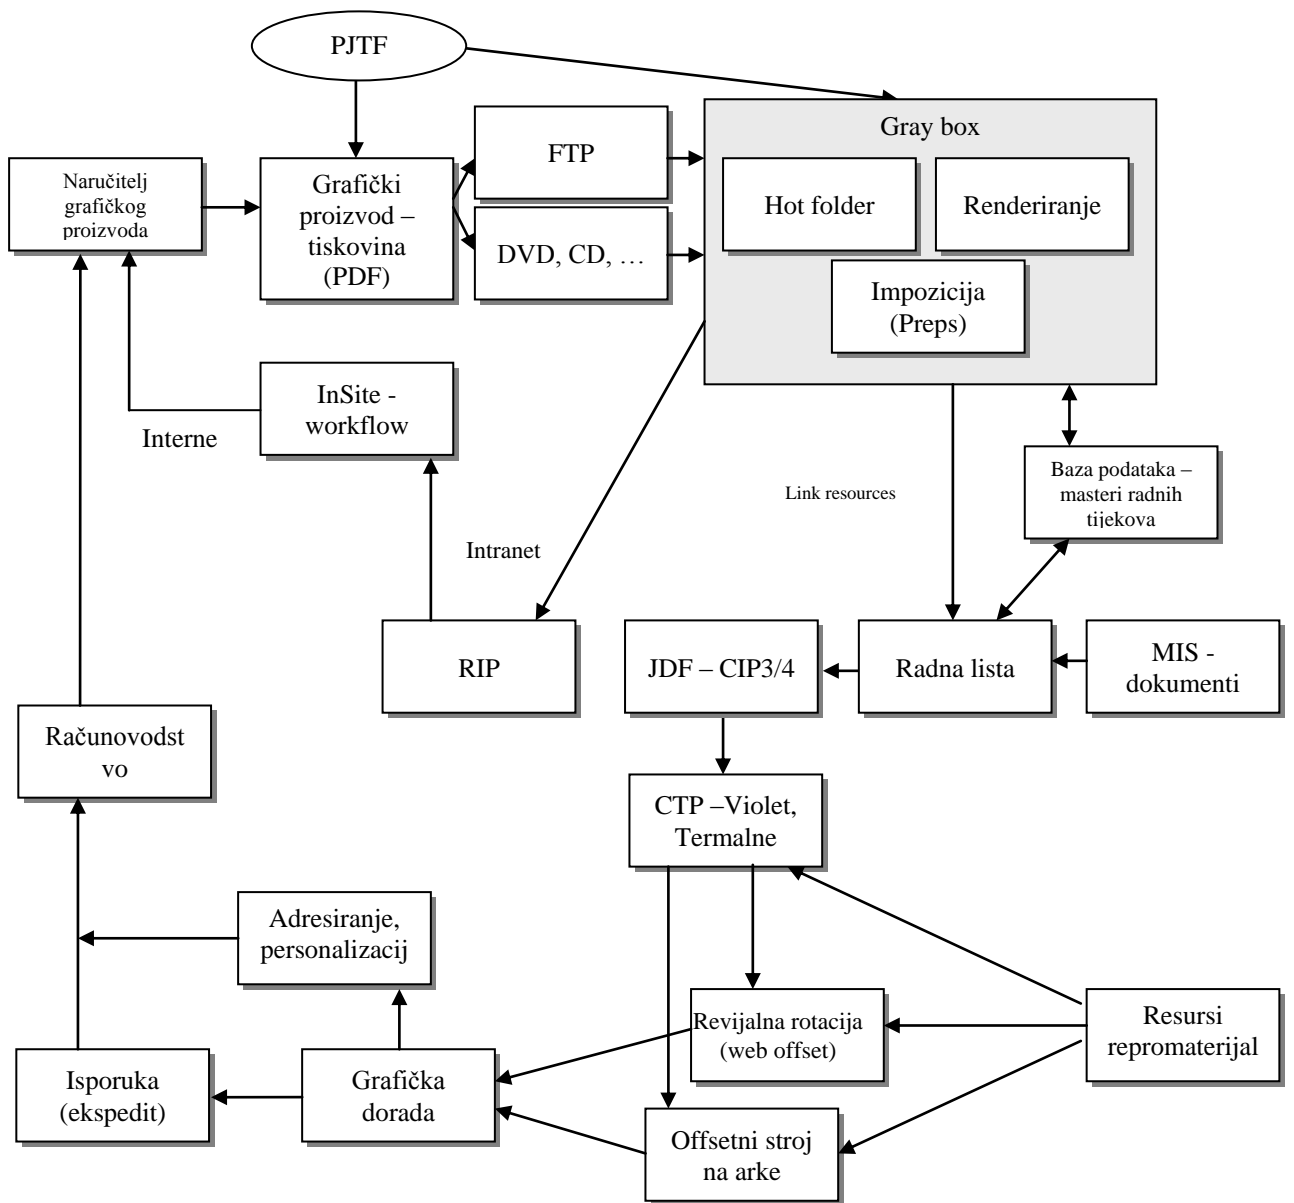 PJTF
Gray box
FTP
Naručitelj
grafičkog
proizvoda
Grafički
proizvod –
tiskovina
(PDF)
Hot folder
Renderiranje
DVD, CD, …
Impozicija
(Preps)
InSite -
workflow
Interne
Baza podataka –
masteri radnih
tijekova
Link resources
Intranet
RIP
JDF – CIP3/4
Radna lista
MIS -
dokumenti
Računovodst
vo
CTP –Violet,
Termalne
Adresiranje,
personalizacij
Revijalna rotacija
(web offset)
Resursi
repromaterijal
Isporuka
(ekspedit)
Grafička
dorada
Offsetni stroj
na arke